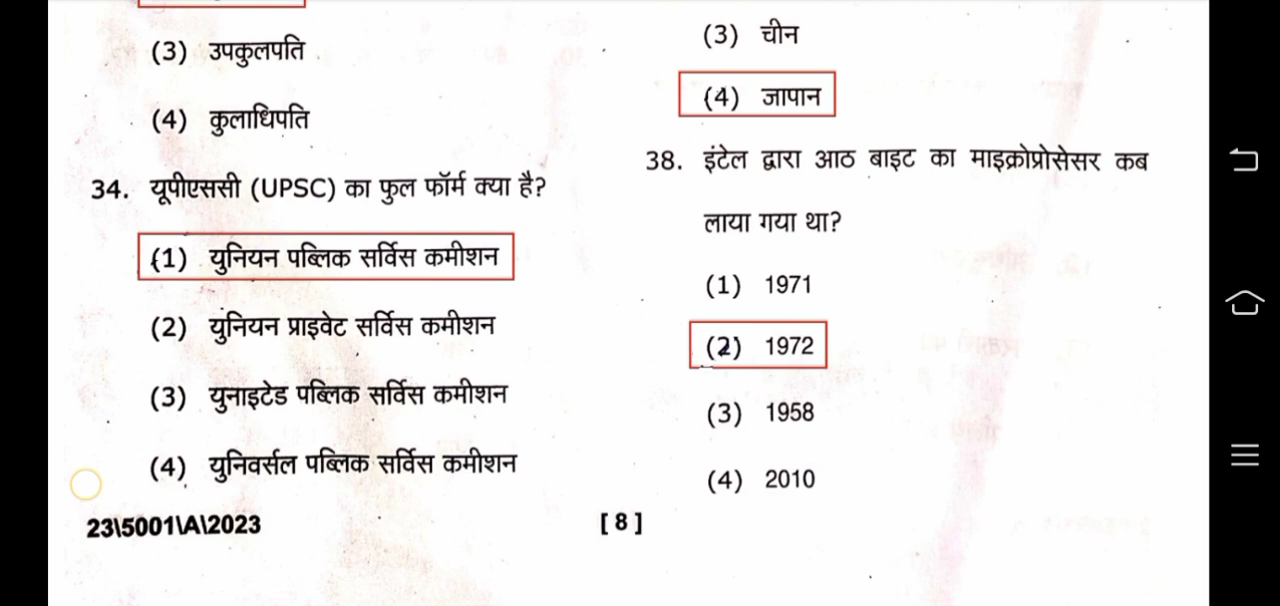 (3) उपकुलपति
(4) कुलाधिपति
34. यूपीएससी (UPSC) का फुल फॉर्म क्या है?
(1) युनियन पब्लिक सर्विस कमीशन
(2) युनियन प्राइवेट सर्विस कमीशन
(3) युनाइटेड पब्लिक सर्विस कमीशन
(4) युनिवर्सल पब्लिक सर्विस कमीशन
(3) चीन
(4) जापान
38. इंटेल द्वारा आठ बाइट का माइक्रोप्रोसेसर कब
लाया गया था?
(1) 1971
(2) 1972
(3) 1958
(4) 2010
23\5001\A\2023
[ 8 ]